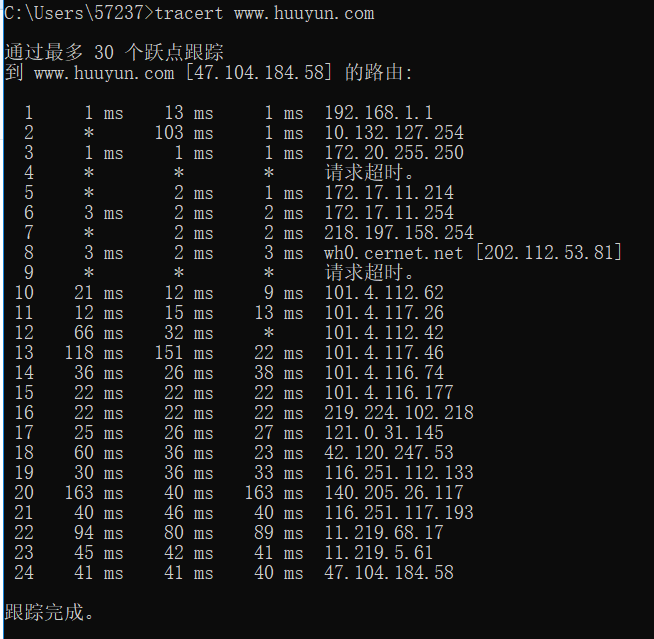 C:\Users\57237>tracert www.huuyun.com
通过最多 30 个跃点跟踪
到 www.huuyun.com [47.104.184.58] 的路由:
1 1 ms 13 ms 1 ms 192.168.1.1
2 * 103 ms 1 ms 10.132.127.254
3 1 ms 1 ms 1 ms 172.20.255.250
4 * * * 请求超时。
5 * 2 ms 1 ms 172.17.11.214
6 3 ms 2 ms 2 ms 172.17.11.254
7 * 2 ms 2 ms 218.197.158.254
8 3 ms 2 ms 3 ms wh0.cernet.net [202.112.53.81]
9 * * * 请求超时。
10 21 ms 12 ms 9 ms 101.4.112.62
11 12 ms 15 ms 13 ms 101.4.117.26
12 66 ms 32 ms * 101.4.112.42
13 118 ms 151 ms 22 ms 101.4.117.46
14 36 ms 26 ms 38 ms 101.4.116.74
15 22 ms 22 ms 22 ms 101.4.116.177
16 22 ms 22 ms 22 ms 219.224.102.218
17 25 ms 26 ms 27 ms 121.0.31.145
18 60 ms 36 ms 23 ms 42.120.247.53
19 30 ms 36 ms 33 ms 116.251.112.133
20 163 ms 40 ms 163 ms 140.205.26.117
21 40 ms 46 ms 40 ms 116.251.117.193
22 94 ms 80 ms 89 ms 11.219.68.17
23 45 ms 42 ms 41 ms 11.219.5.61
24 41 ms 41 ms 40 ms 47.104.184.58
跟踪完成。